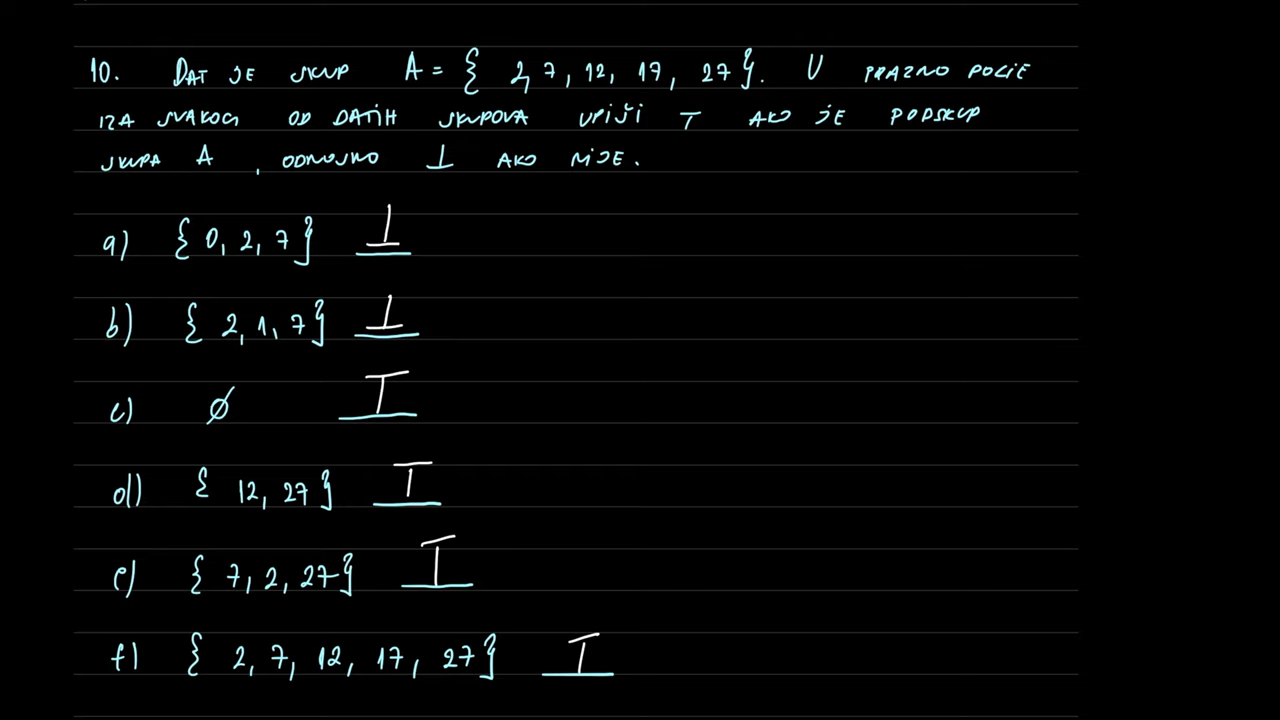 10. DAT JE SKUP A = { 2, 7, 12, 17, 27 }. U PRAZNO POLJE
IZA SVAKOG OD DATIH SKUPOVA UPIŠI T AKO JE PODSKUP
SKUPA A, ODNOSNO ⊥ AKO NIJE.
a) { 0, 2, 7 } ⊥
b) { 2, 1, 7 } ⊥
c) ∅ T
d) { 12, 27 } T
e) { 7, 2, 27 } T
f) { 2, 7, 12, 17, 27 } T